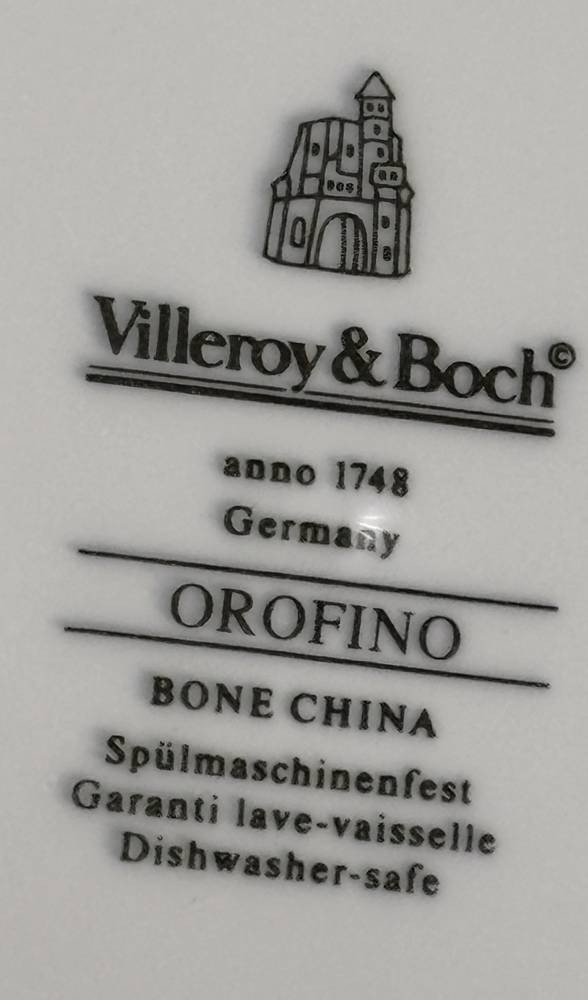 Villeroy & Boch©
anno 1748
Germany
OROFINO
BONE CHINA
Spülmaschinenfest
Garanti lave-vaisselle
Dishwasher-safe